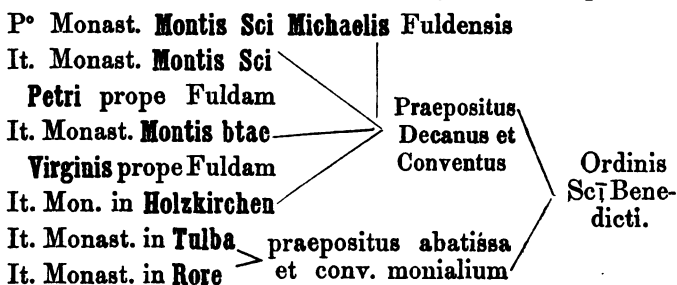 P° Monast. Montis Sci Michaelis Fuldensis
It. Monast. Montis Sci
Petri prope Fuldam
It. Monast. Montis btae
Virginis prope Fuldam
It. Mon. in Holzkirchen
It. Monast. in Tulba
It. Monast. in Rore
Praepositus
Decanus et
Conventus
praepositus abatissa
et conv. monialium
Ordinis
Sci Bene-
dicti.